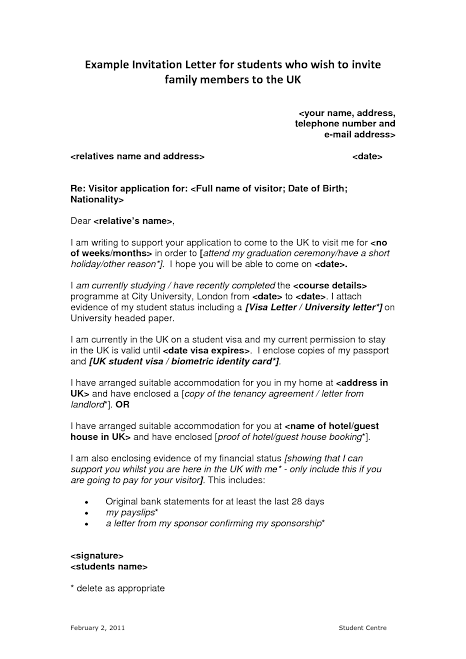 Example Invitation Letter for students who wish to invite
family members to the UK
<your name, address,
telephone number and
e-mail address>
<relatives name and address> <date>
Re: Visitor application for: <Full name of visitor; Date of Birth;
Nationality>
Dear <relative's name>,
I am writing to support your application to come to the UK to visit me for <no
of weeks/months> in order to [attend my graduation ceremony/have a short
holiday/other reason*]. I hope you will be able to come on <date>.
I am currently studying / have recently completed the <course details>
programme at City University, London from <date> to <date>. I attach
evidence of my student status including a [Visa Letter / University letter*] on
University headed paper.
I am currently in the UK on a student visa and my current permission to stay
in the UK is valid until <date visa expires>. I enclose copies of my passport
and [UK student visa / biometric identity card*].
I have arranged suitable accommodation for you in my home at <address in
UK> and have enclosed a [copy of the tenancy agreement / letter from
landlord*]. OR
I have arranged suitable accommodation for you at <name of hotel/guest
house in UK> and have enclosed [proof of hotel/guest house booking*].
I am also enclosing evidence of my financial status [showing that I can
support you whilst you are here in the UK with me* - only include this if you
are going to pay for your visitor]. This includes:
• Original bank statements for at least the last 28 days
• my payslips*
• a letter from my sponsor confirming my sponsorship*
<signature>
<students name>
* delete as appropriate
February 2, 2011 Student Centre